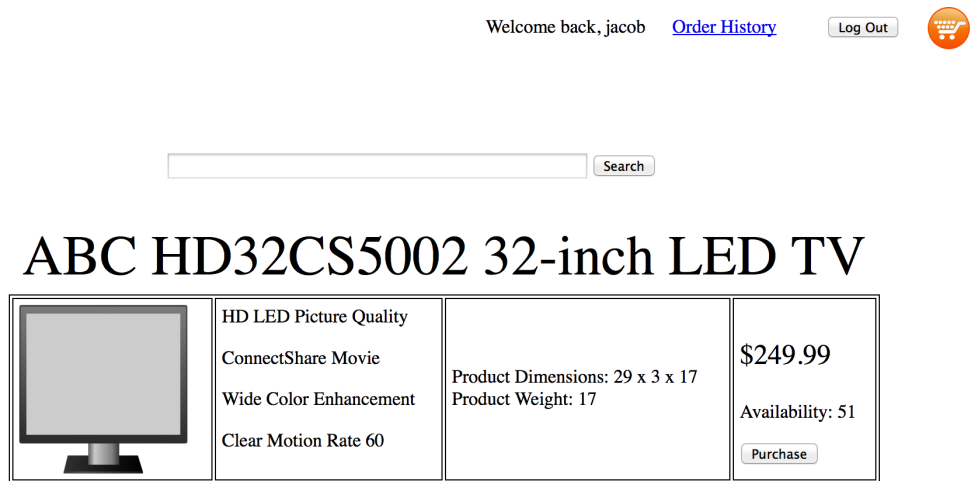 Welcome back, jacob Order History Log Out
Search
ABC HD32CS5002 32-inch LED TV
HD LED Picture Quality
ConnectShare Movie
Wide Color Enhancement
Clear Motion Rate 60
Product Dimensions: 29 x 3 x 17
Product Weight: 17
$249.99
Availability: 51
Purchase